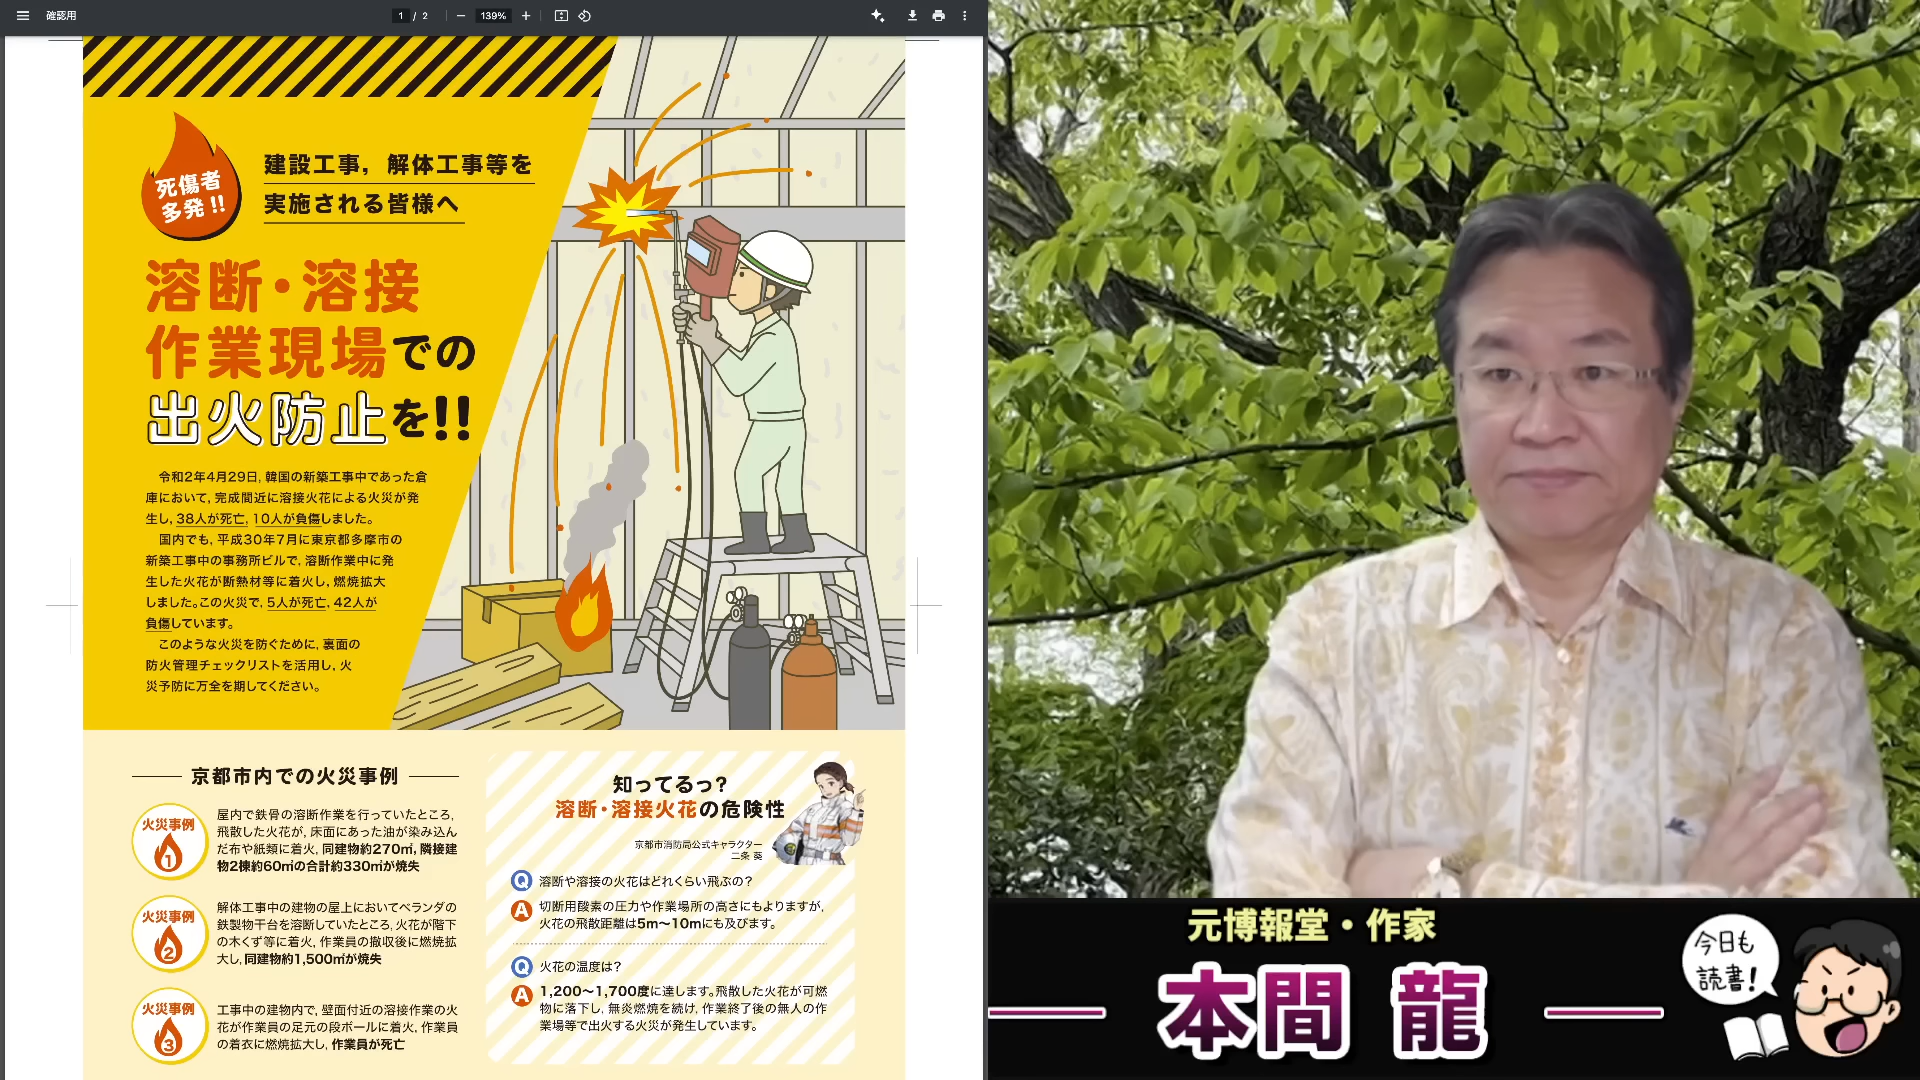 確認用
1 / 2
139%
死傷者
多発!!
建設工事，解体工事等を
実施される皆様へ
溶断・溶接
作業現場での
出火防止を!!
令和2年4月29日，韓国の新築工事中であった倉
庫において，完成間近に溶接火花による火災が発
生し，38人が死亡，10人が負傷しました。
国内でも，平成30年7月に東京都多摩市の
新築工事中の事務所ビルで，溶断作業中に発
生した火花が断熱材等に着火し，燃焼拡大
しました。この火災で，5人が死亡，42人が
負傷しています。
このような火災を防ぐために，裏面の
防火管理チェックリストを活用し，火
災予防に万全を期してください。
京都市内での火災事例
火災事例
1
屋内で鉄骨の溶断作業を行っていたところ，
飛散した火花が，床面にあった油が染み込ん
だ布や紙類に着火，同建物約270㎡，隣接建
物2棟約60㎡の合計約330㎡が焼失
火災事例
2
解体工事中の建物の屋上においてベランダの
鉄製物干台を溶断していたところ，火花が階下
の木くず等に着火，作業員の撤収後に燃焼拡
大し，同建物約1,500㎡が焼失
火災事例
3
工事中の建物内で，壁面付近の溶接作業の火
花が作業員の足元の段ボールに着火，作業員
の着衣に燃焼拡大し，作業員が死亡
知ってるっ？
溶断・溶接火花の危険性
京都市消防局公式キャラクター
二条 葵
Q 溶断や溶接の火花はどれくらい飛ぶの？
A 切断用酸素の圧力や作業場所の高さにもよりますが，
火花の飛散距離は5m〜10mにも及びます。
Q 火花の温度は？
A 1,200〜1,700度に達します。飛散した火花が可燃
物に落下し，無炎燃焼を続け，作業終了後の無人の作
業場等で出火する火災が発生しています。
元博報堂・作家
本間 龍
今日も
読書！